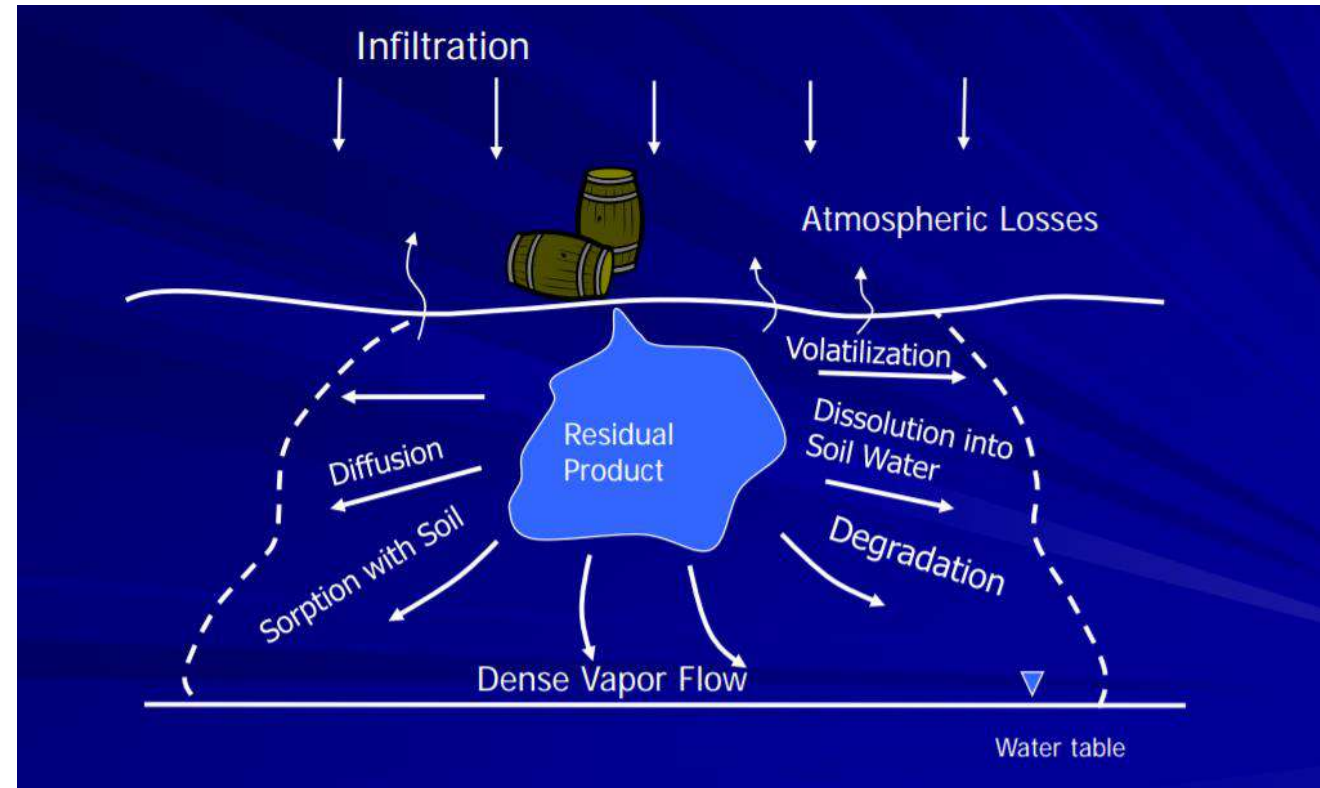 Infiltration
Atmospheric Losses
Volatilization
Dissolution into
Soil Water
Residual
Product
Diffusion
Degradation
Sorption with Soil
Dense Vapor Flow
Water table